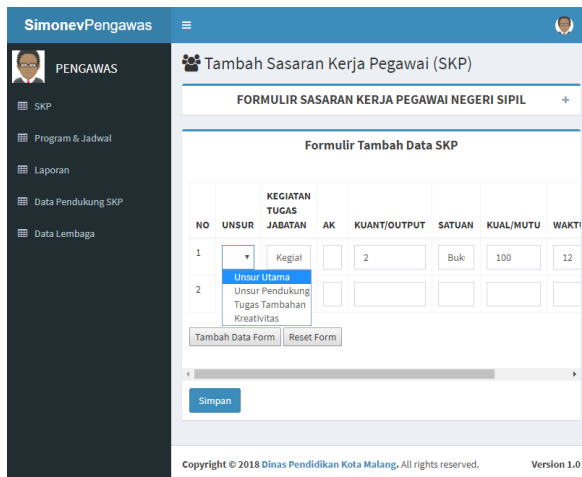 SimonevPengawas
PENGAWAS
SKP
Program & Jadwal
Laporan
Data Pendukung SKP
Data Lembaga
Tambah Sasaran Kerja Pegawai (SKP)
FORMULIR SASARAN KERJA PEGAWAI NEGERI SIPIL
Formulir Tambah Data SKP
NO UNSUR KEGIATAN TUGAS JABATAN AK KUANT/OUTPUT SATUAN KUAL/MUTU
1 Kegiat 2 Buk 100 12
Unsur Utama
2 Unsur Pendukung
Tugas Tambahan
Kreativitas
Tambah Data Form Reset Form
Simpan
Copyright © 2018 Dinas Pendidikan Kota Malang. All rights reserved. Version 1.0